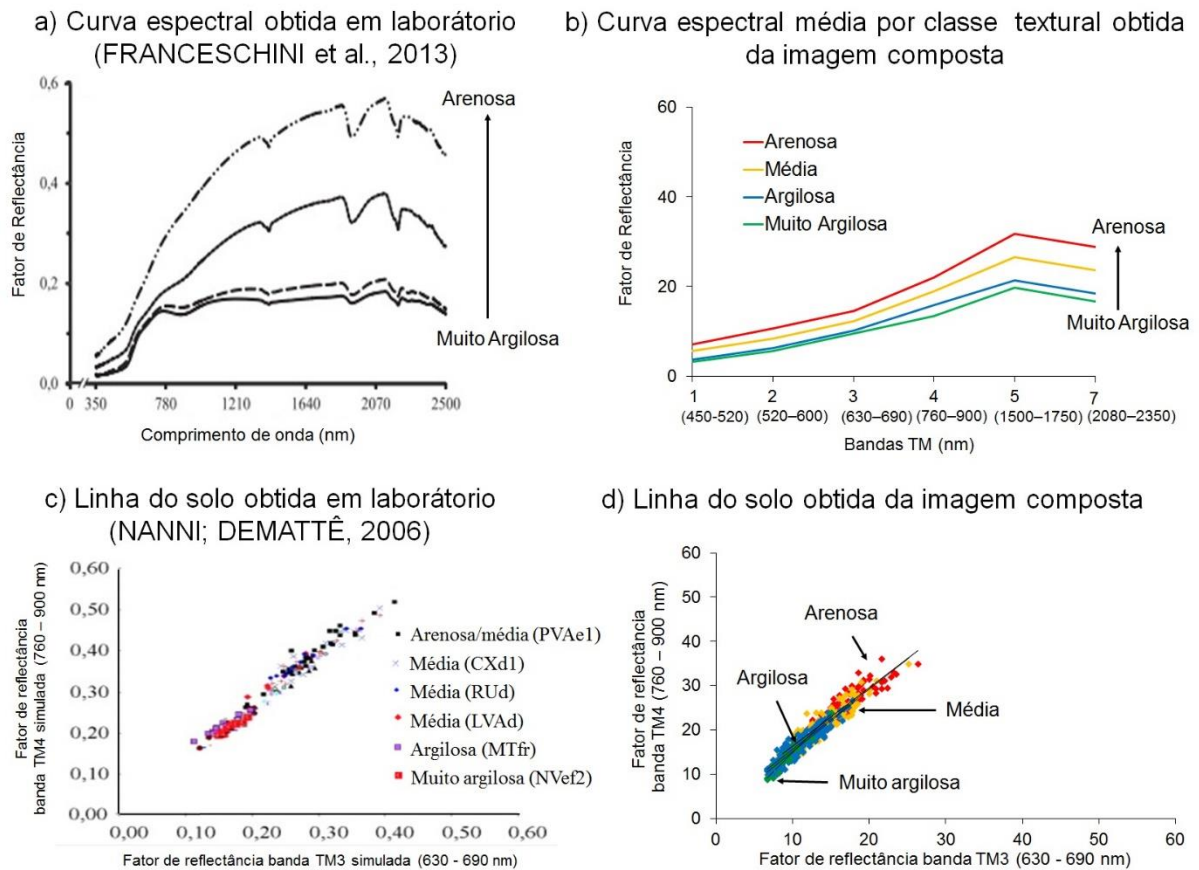 a) Curva espectral obtida em laborátorio
(FRANCESCHINI et al., 2013)
Fator de Reflectância
0,6
0,4
0,2
0,0
0 350 780 1210 1640 2070 2500
Comprimento de onda (nm)
Arenosa
Muito Argilosa
b) Curva espectral média por classe textural obtida
da imagem composta
Fator de Reflectância
60
40
20
0
Arenosa
Média
Argilosa
Muito Argilosa
Arenosa
Muito Argilosa
1 2 3 4 5 7
(450-520) (520–600) (630–690) (760–900) (1500–1750) (2080–2350)
Bandas TM (nm)
c) Linha do solo obtida em laborátorio
(NANNI; DEMATTÊ, 2006)
Fator de reflectância
banda TM4 simulada (760 – 900 nm)
0,60
0,50
0,40
0,30
0,20
0,10
0,00
Arenosa/média (PVAe1)
Média (CXd1)
Média (RUd)
Média (LVAd)
Argilosa (MTfr)
Muito argilosa (NVef2)
0,00 0,10 0,20 0,30 0,40 0,50 0,60
Fator de reflectância banda TM3 simulada (630 - 690 nm)
d) Linha do solo obtida da imagem composta
Fator de reflectância
banda TM4 (760 – 900 nm)
60
50
40
30
20
10
0
Arenosa
Argilosa
Média
Muito argilosa
0 10 20 30 40 50 60
Fator de reflectância banda TM3 (630 - 690 nm)